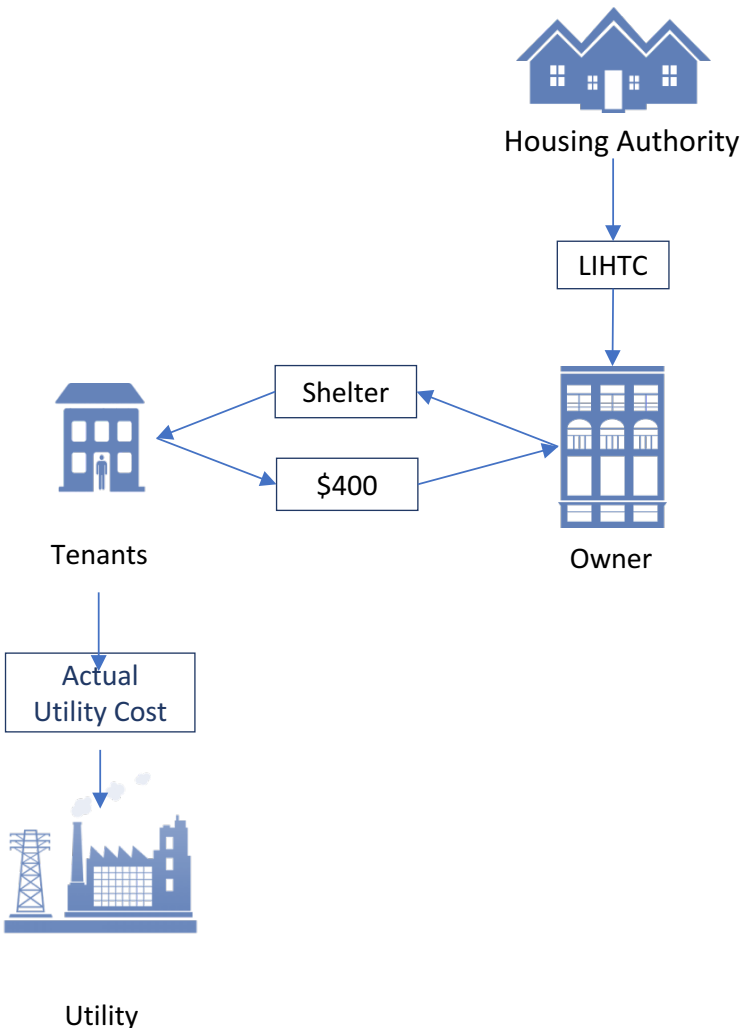 Housing Authority
LIHTC
Shelter
$400
Tenants
Owner
Actual
Utility Cost
Utility